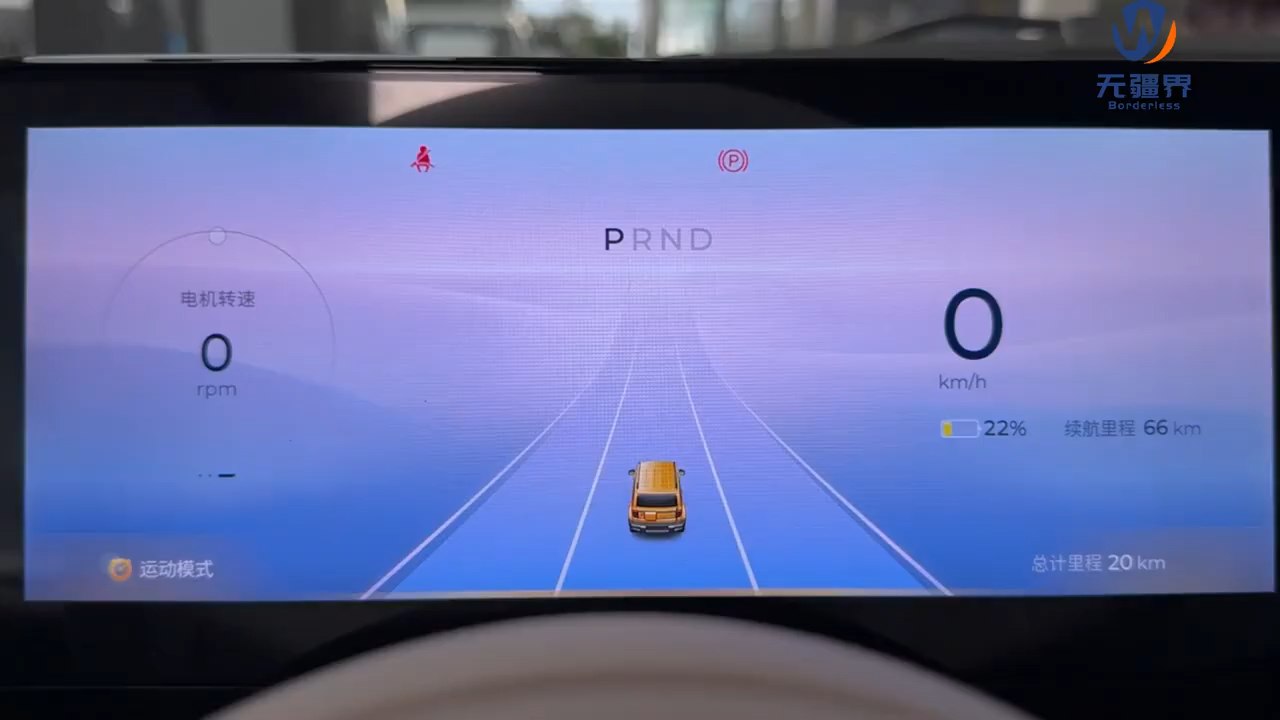 W
无疆界
Borderless
P
PRND
电机转速
0
rpm
0
km/h
22% 续航里程 66 km
运动模式
总计里程 20 km